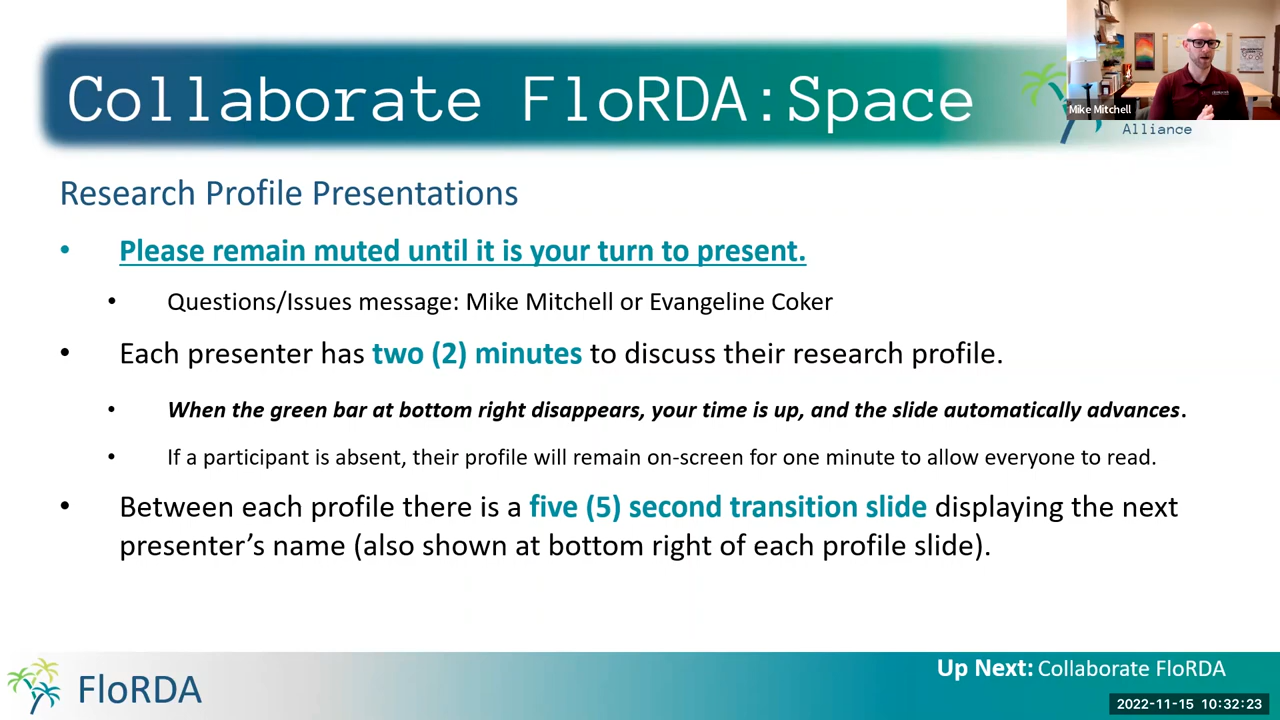 Collaborate FloRDA:Space
Mike Mitchell
Alliance
Research Profile Presentations
• Please remain muted until it is your turn to present.
• Questions/Issues message: Mike Mitchell or Evangeline Coker
• Each presenter has two (2) minutes to discuss their research profile.
• When the green bar at bottom right disappears, your time is up, and the slide automatically advances.
• If a participant is absent, their profile will remain on-screen for one minute to allow everyone to read.
• Between each profile there is a five (5) second transition slide displaying the next
presenter’s name (also shown at bottom right of each profile slide).
FloRDA
Up Next: Collaborate FloRDA
2022-11-15 10:32:23